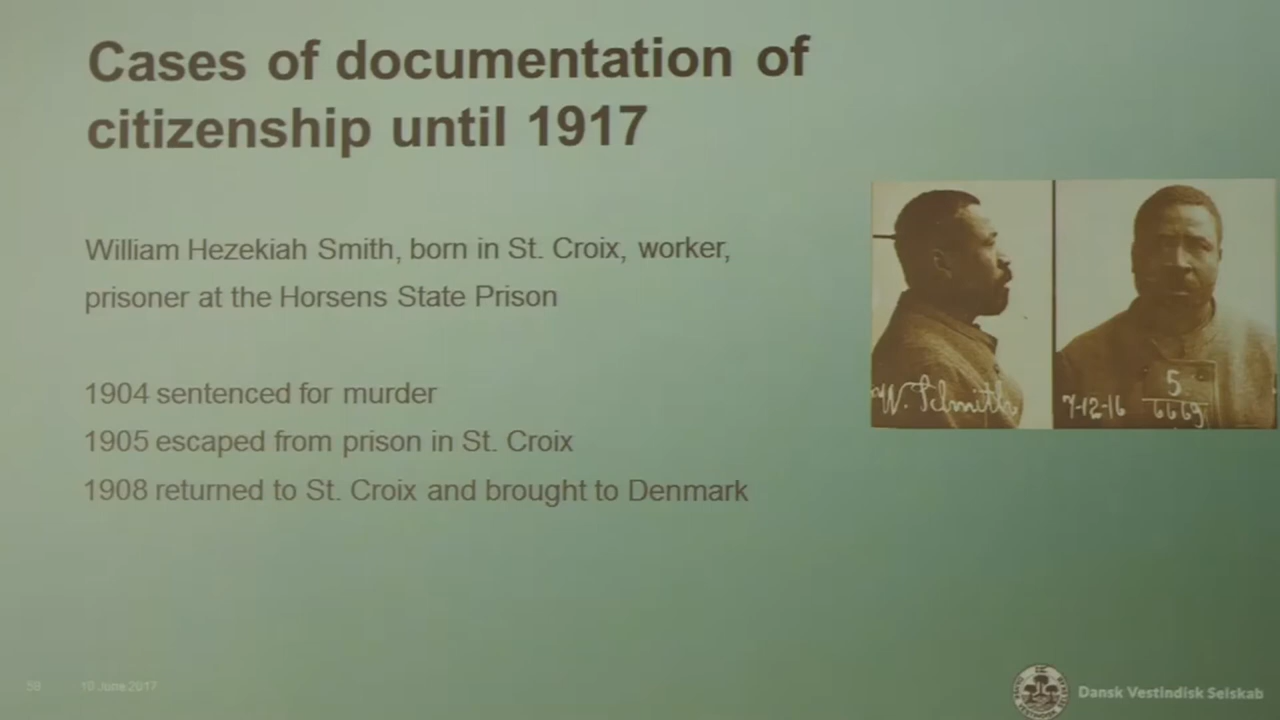 Cases of documentation of
citizenship until 1917
William Hezekiah Smith, born in St. Croix, worker,
prisoner at the Horsens State Prison
1904 sentenced for murder
1905 escaped from prison in St. Croix
1908 returned to St. Croix and brought to Denmark
W. Schmith
7-12-16
5
6669
10 June 2017
Dansk Vestindisk Selskab